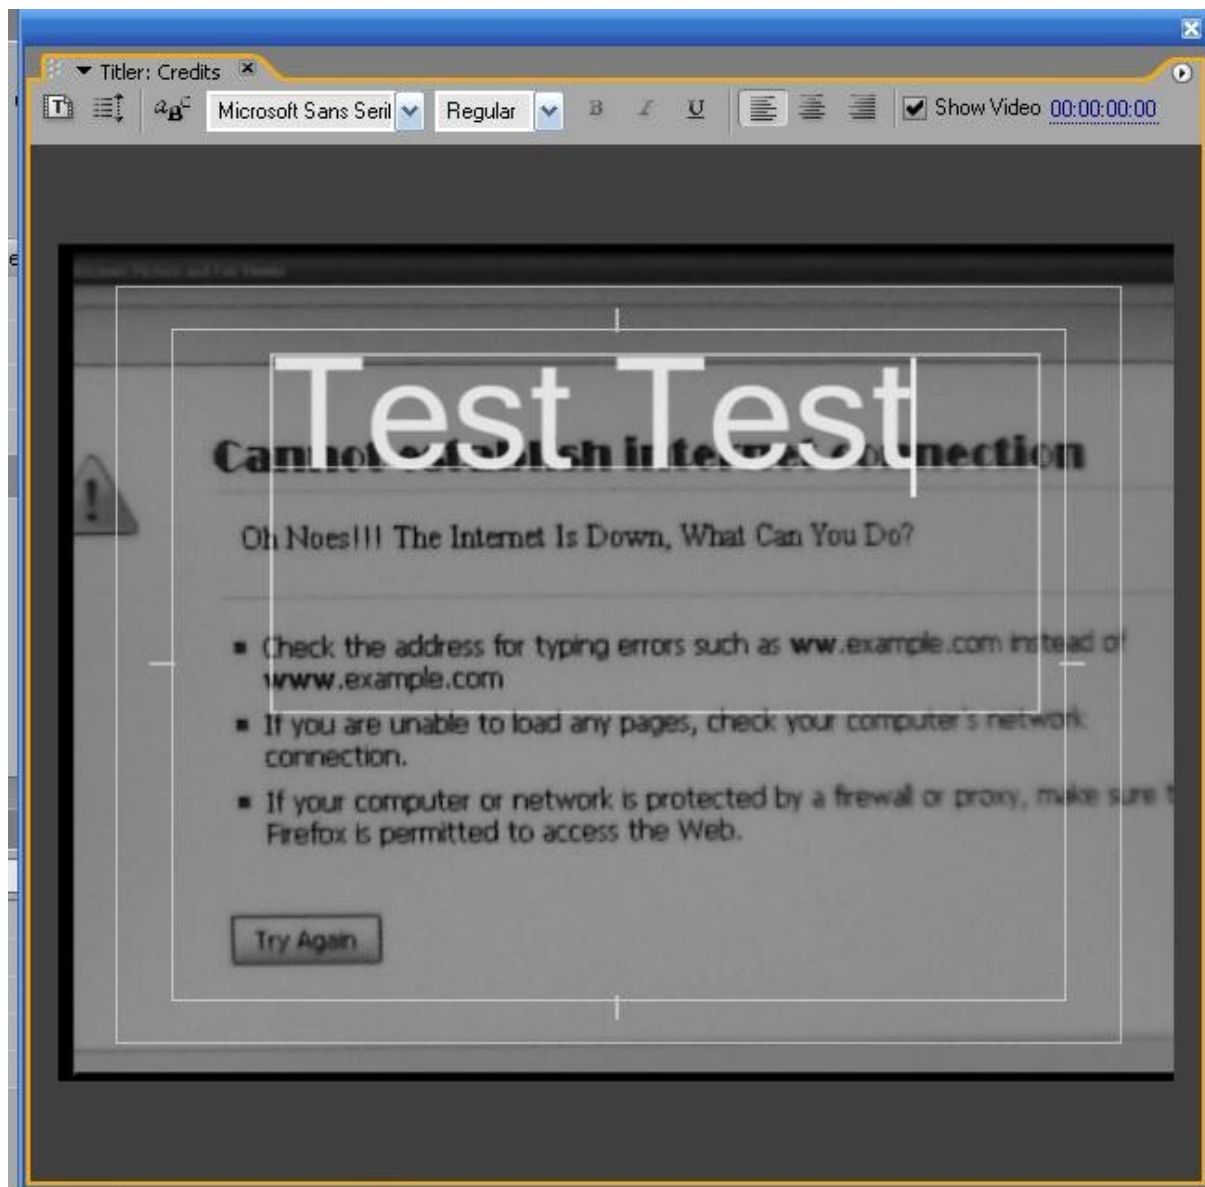 Titler: Credits
Microsoft Sans Seril Regular B I U Show Video 00:00:00:00
Test Test
Cannot establish internet connection
Oh Noes!!! The Internet Is Down, What Can You Do?
Check the address for typing errors such as ww.example.com instead of
www.example.com
If you are unable to load any pages, check your computer's network
connection.
If your computer or network is protected by a firewall or proxy, make sure
Firefox is permitted to access the Web.
Try Again